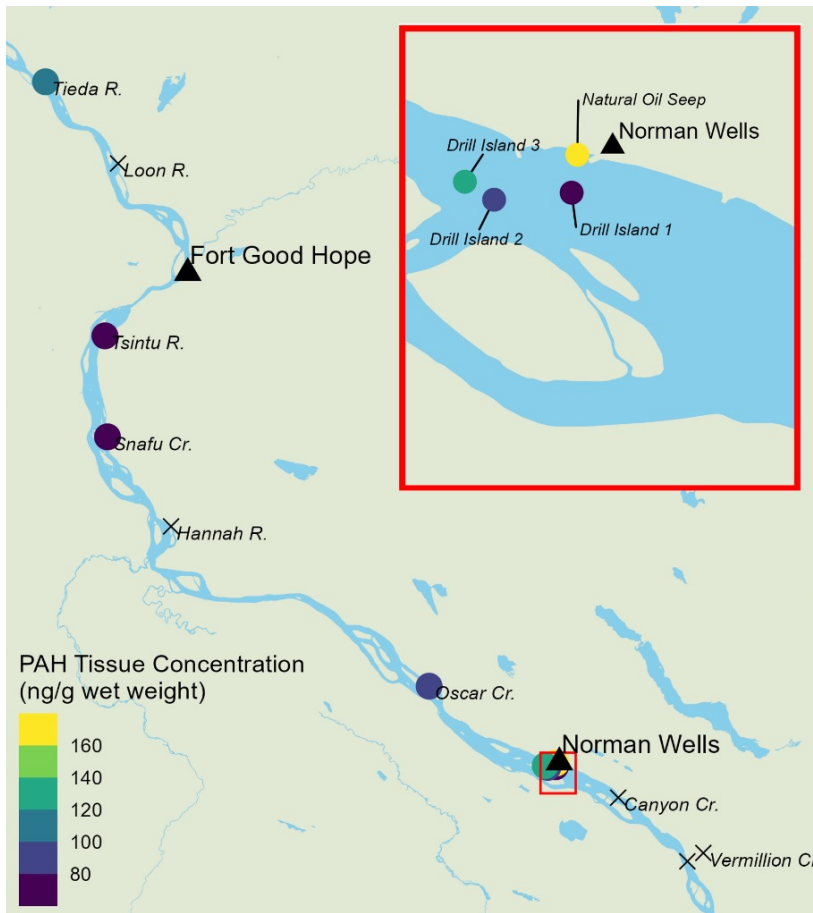 Tieda R.
Loon R.
Fort Good Hope
Tsintu R.
Snafu Cr.
Hannah R.
Oscar Cr.
Norman Wells
Canyon Cr.
Vermillion C
Natural Oil Seep
Norman Wells
Drill Island 3
Drill Island 2
Drill Island 1
PAH Tissue Concentration
(ng/g wet weight)
160
140
120
100
80